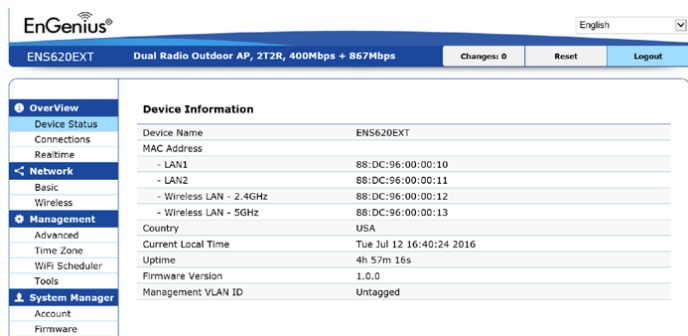 EnGenius®
English
ENS620EXT Dual Radio Outdoor AP, 2T2R, 400Mbps + 867Mbps Changes: 0 Reset Logout
OverView
Device Status
Connections
Realtime
Network
Basic
Wireless
Management
Advanced
Time Zone
WiFi Scheduler
Tools
System Manager
Account
Firmware
Device Information
Device Name ENS620EXT
MAC Address
- LAN1 88:DC:96:00:00:10
- LAN2 88:DC:96:00:00:11
- Wireless LAN - 2.4GHz 88:DC:96:00:00:12
- Wireless LAN - 5GHz 88:DC:96:00:00:13
Country USA
Current Local Time Tue Jul 12 16:40:24 2016
Uptime 4h 57m 16s
Firmware Version 1.0.0
Management VLAN ID Untagged